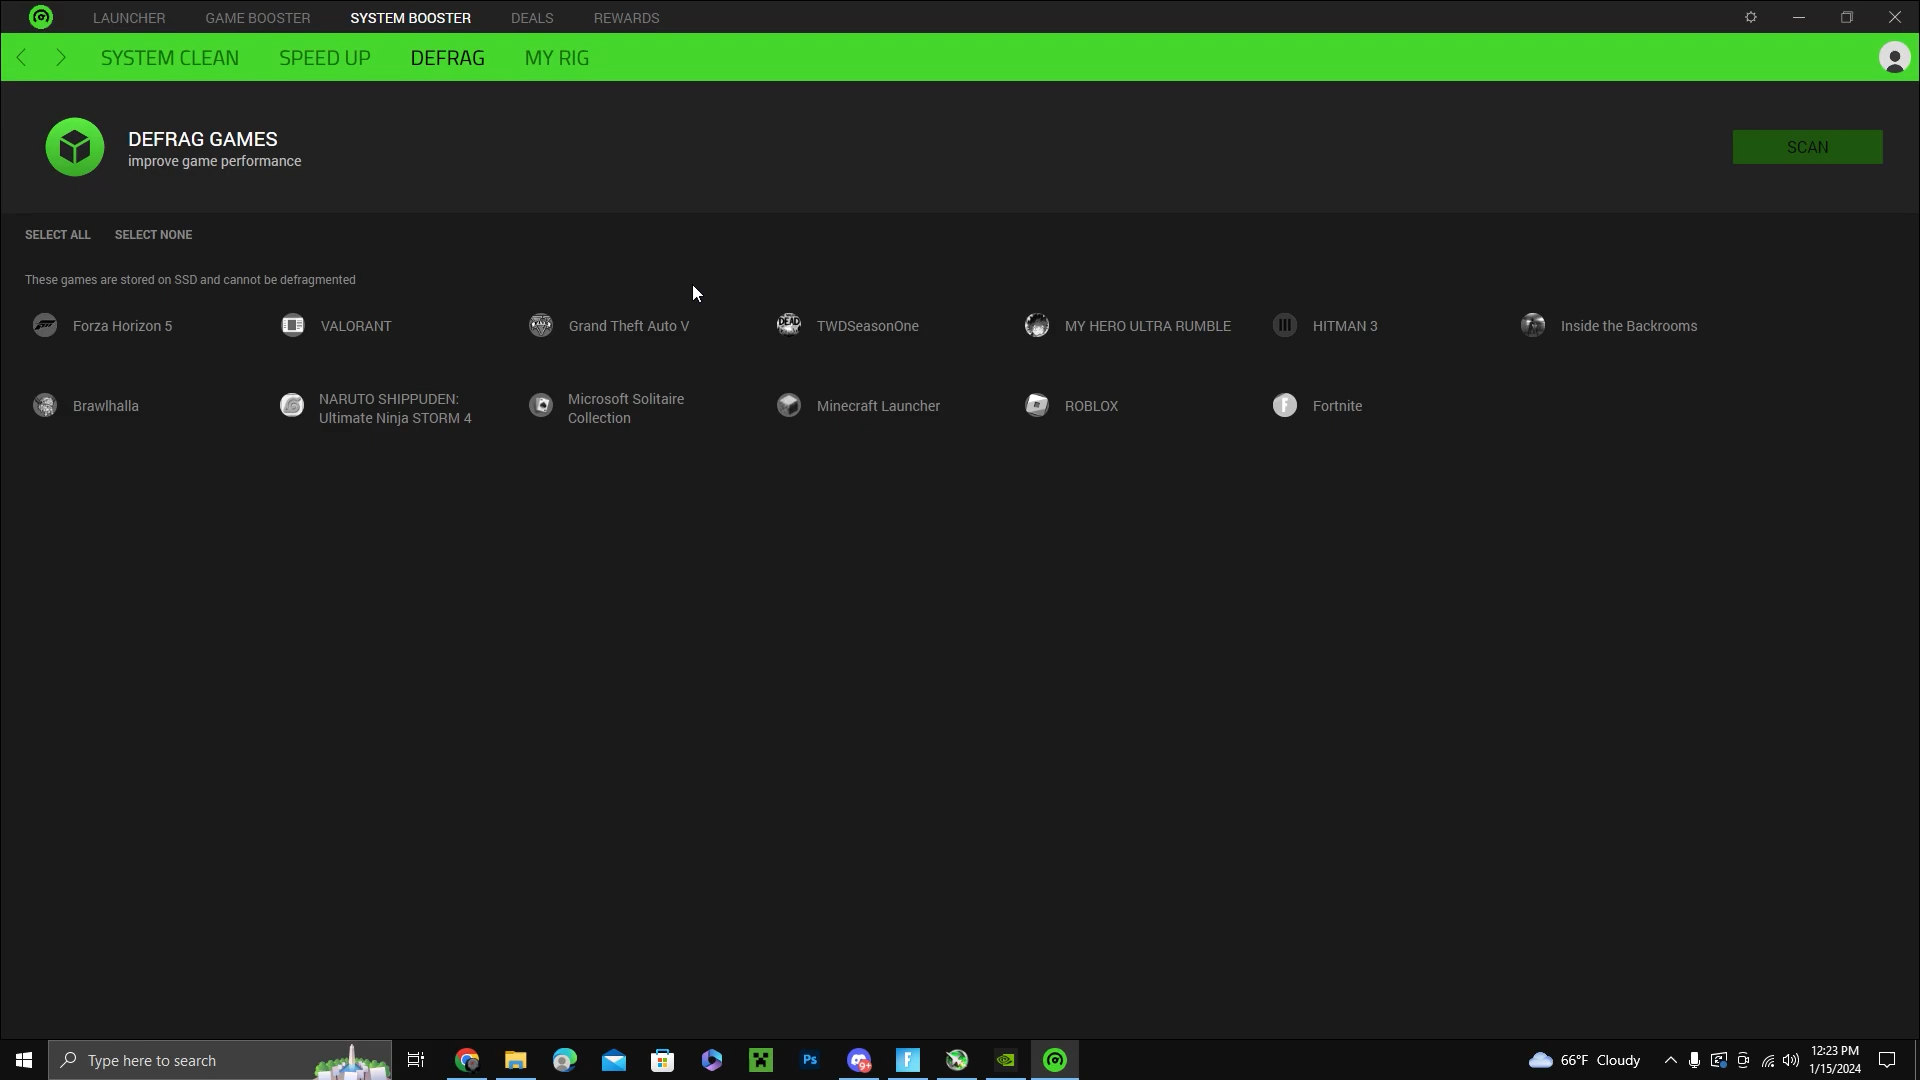 LAUNCHER GAME BOOSTER SYSTEM BOOSTER DEALS REWARDS
SYSTEM CLEAN SPEED UP DEFRAG MY RIG
DEFRAG GAMES
improve game performance
SCAN
SELECT ALL SELECT NONE
These games are stored on SSD and cannot be defragmented
Forza Horizon 5
VALORANT
Grand Theft Auto V
DEAD
TWDSeasonOne
MY HERO ULTRA RUMBLE
HITMAN 3
Inside the Backrooms
Brawlhalla
NARUTO SHIPPUDEN:
Ultimate Ninja STORM 4
Microsoft Solitaire
Collection
Minecraft Launcher
ROBLOX
F
Fortnite
Type here to search
Ps
9+
F
66°F Cloudy
12:23 PM
1/15/2024